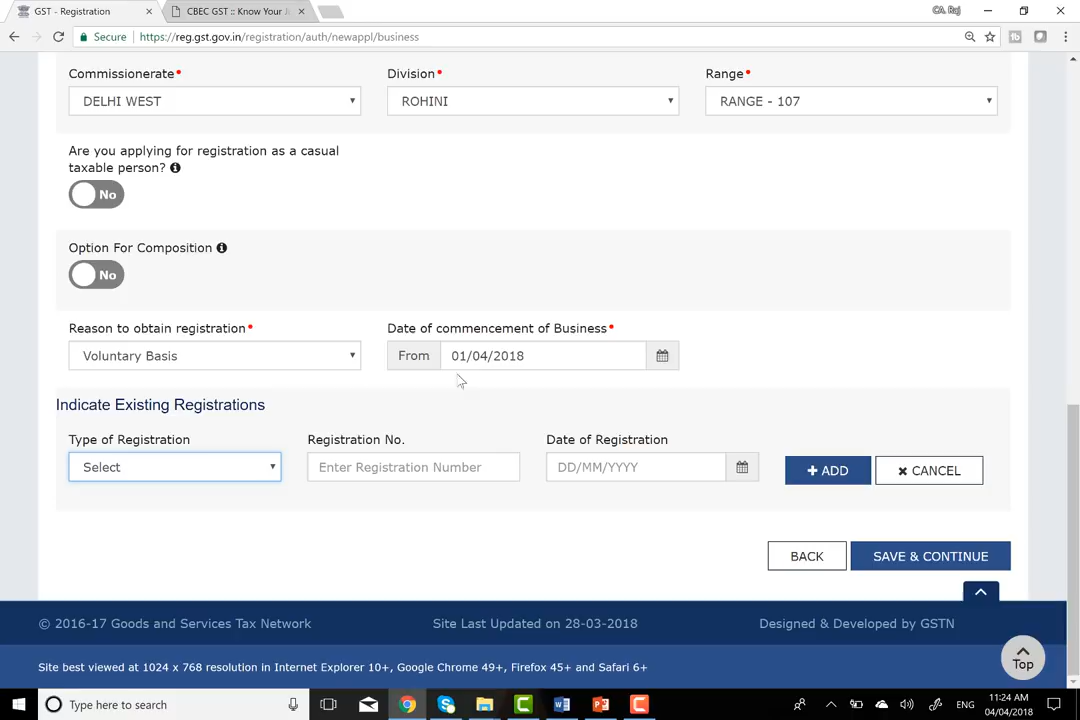 GST - Registration
CBEC GST :: Know Your J
CA. Raj
Secure
https://reg.gst.gov.in/registration/auth/newappl/business
Commissionerate*
Division*
Range*
DELHI WEST
ROHINI
RANGE - 107
Are you applying for registration as a casual
taxable person?
No
Option For Composition
No
Reason to obtain registration*
Date of commencement of Business*
Voluntary Basis
From
01/04/2018
Indicate Existing Registrations
Type of Registration
Registration No.
Date of Registration
Select
Enter Registration Number
DD/MM/YYYY
+ ADD
× CANCEL
BACK
SAVE & CONTINUE
© 2016-17 Goods and Services Tax Network
Site Last Updated on 28-03-2018
Designed & Developed by GSTN
Site best viewed at 1024 x 768 resolution in Internet Explorer 10+, Google Chrome 49+, Firefox 45+ and Safari 6+
Top
Type here to search
ENG
11:24 AM
04/04/2018